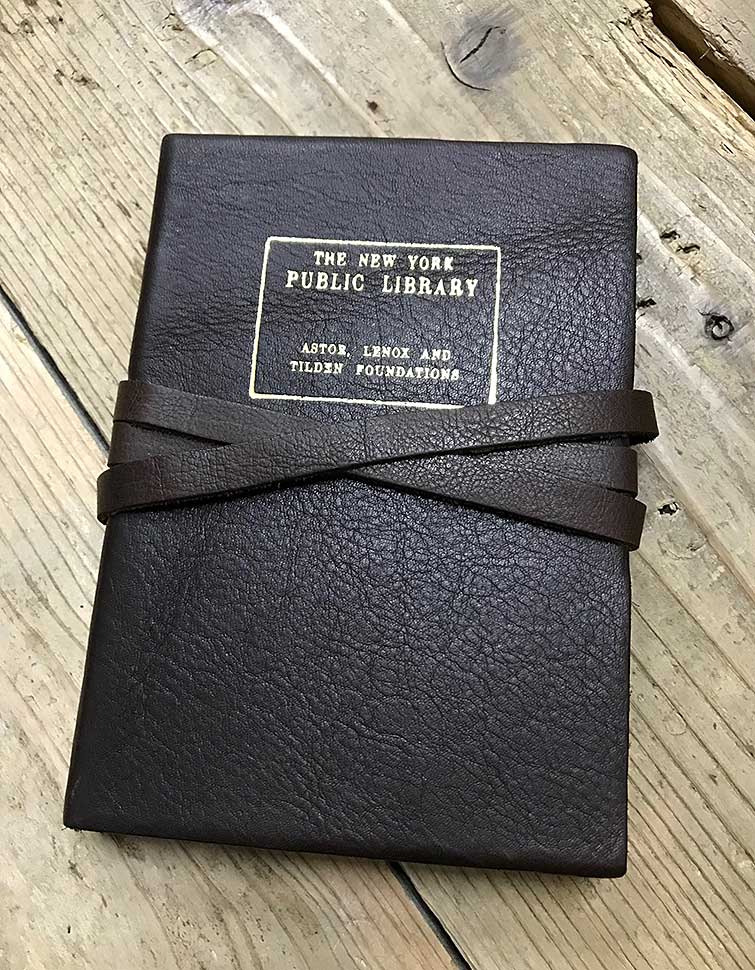 THE NEW YORK
PUBLIC LIBRARY
ASTOR, LENOX AND
TILDEN FOUNDATIONS